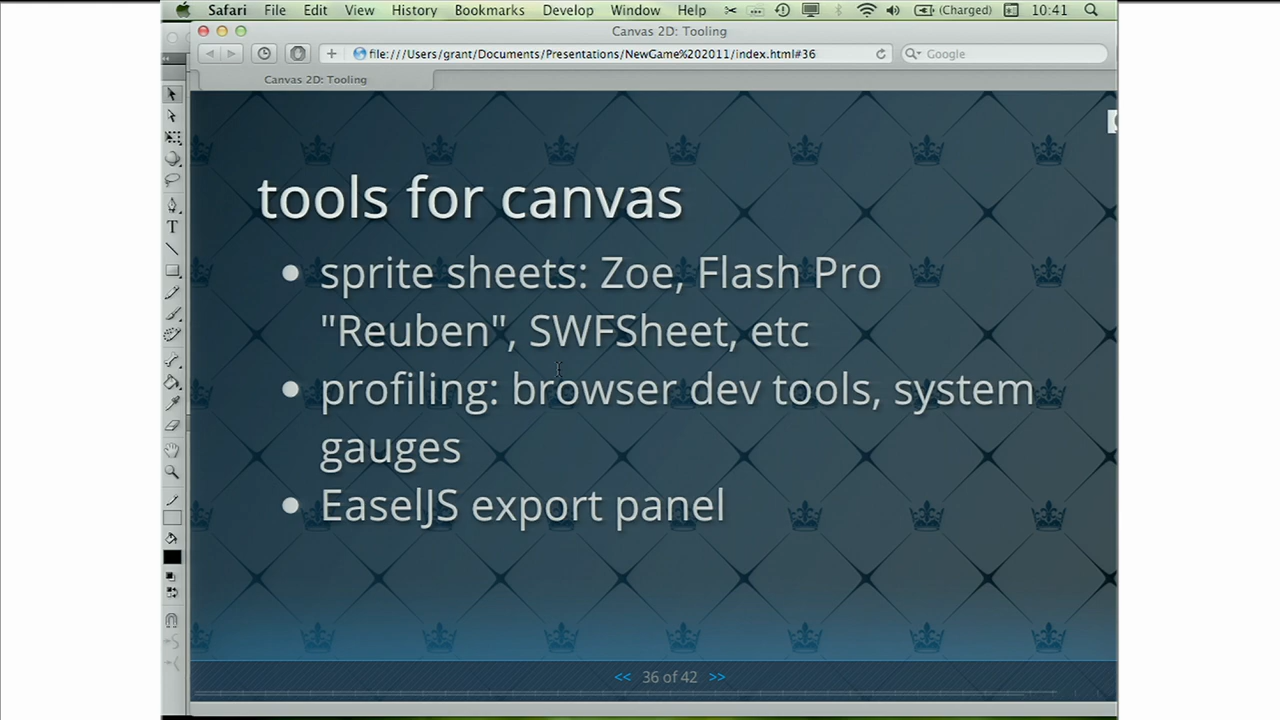 Safari File Edit View History Bookmarks Develop Window Help (Charged) 10:41
Canvas 2D: Tooling
file:///Users/grant/Documents/Presentations/NewGame%202011/index.html#36 Google
Canvas 2D: Tooling
tools for canvas
sprite sheets: Zoe, Flash Pro
"Reuben", SWFSheet, etc
profiling: browser dev tools, system
gauges
EaselJS export panel
<< 36 of 42 >>